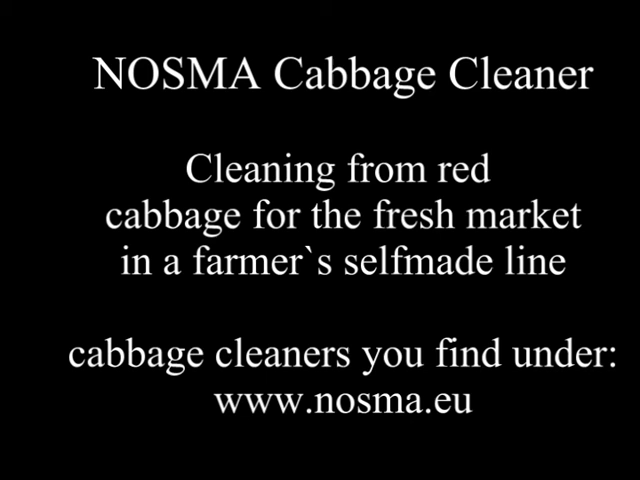 NOSMA Cabbage Cleaner
Cleaning from red
cabbage for the fresh market
in a farmer`s selfmade line
cabbage cleaners you find under:
www.nosma.eu